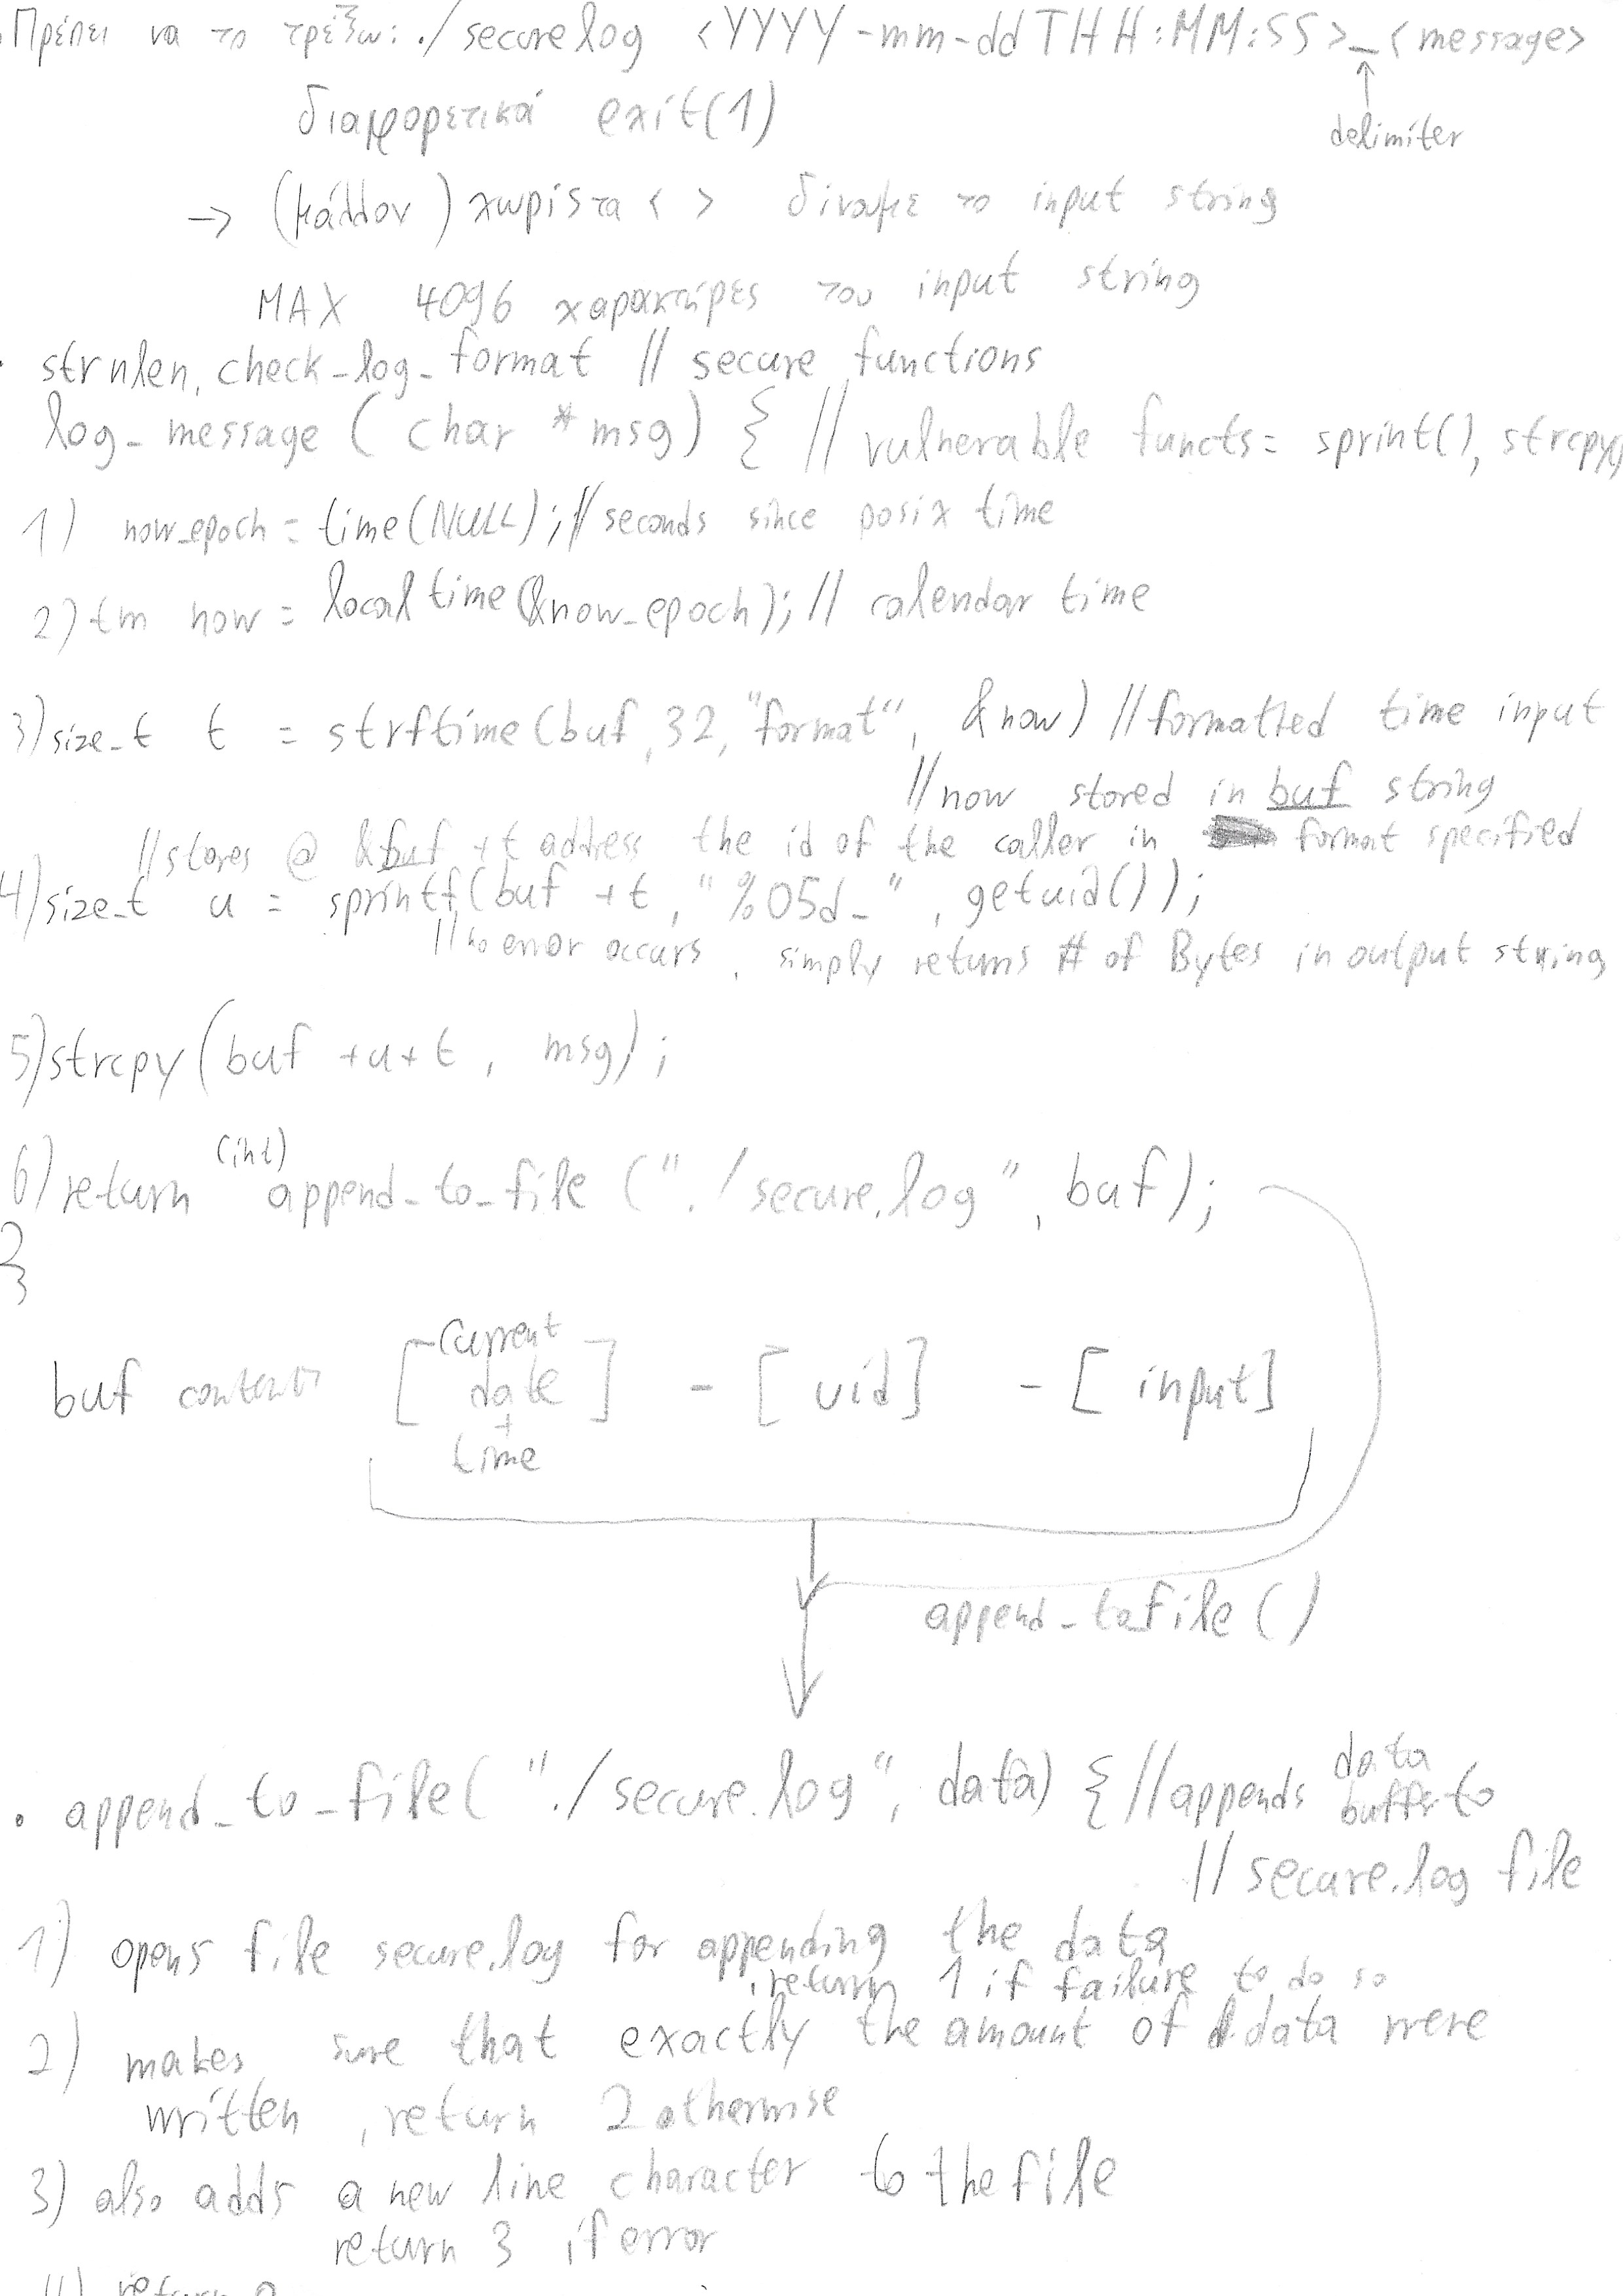 . Πρέπει να το τρέξω: ./securelog <YYYY-mm-ddTHH:MM:SS>_<message>
↑
διαφορετικά exit(1)
delimiter
→ (μάλλον) χωρίς τα < > δίνουμε το input string
MAX 4096 χαρακτήρες του input string
· strnlen, check_log_format // secure functions
log_message ( char *msg) { // vulnerable functs= sprint(), strcpy()
1) now_epoch = time(NULL); // seconds since posix time
2) tm now = localtime(&now_epoch); // calendar time
3) size_t t = strftime(buf, 32, "format", &now) // formatted time input
// now stored in buf string
// stores @ &buf +t address the id of the caller in format specified
4) size_t u = sprintf(buf +t, "%05d_", getuid());
// no error occurs, simply returns # of Bytes in output string
5) strcpy(buf +u+t, msg);
(int)
6) return append_to_file ("./secure.log", buf);
}
buf content [current date + time] - [uid] - [input]
append_to_file ()
· append_to_file( "./secure.log", data) { // appends data buffer to
// secure.log file
1) opens file secure.log for appending the data
, return 1 if failure to do so
2) makes sure that exactly the amount of data were
written, return 2 otherwise
3) also adds a new line character to the file
return 3 if error
4) return